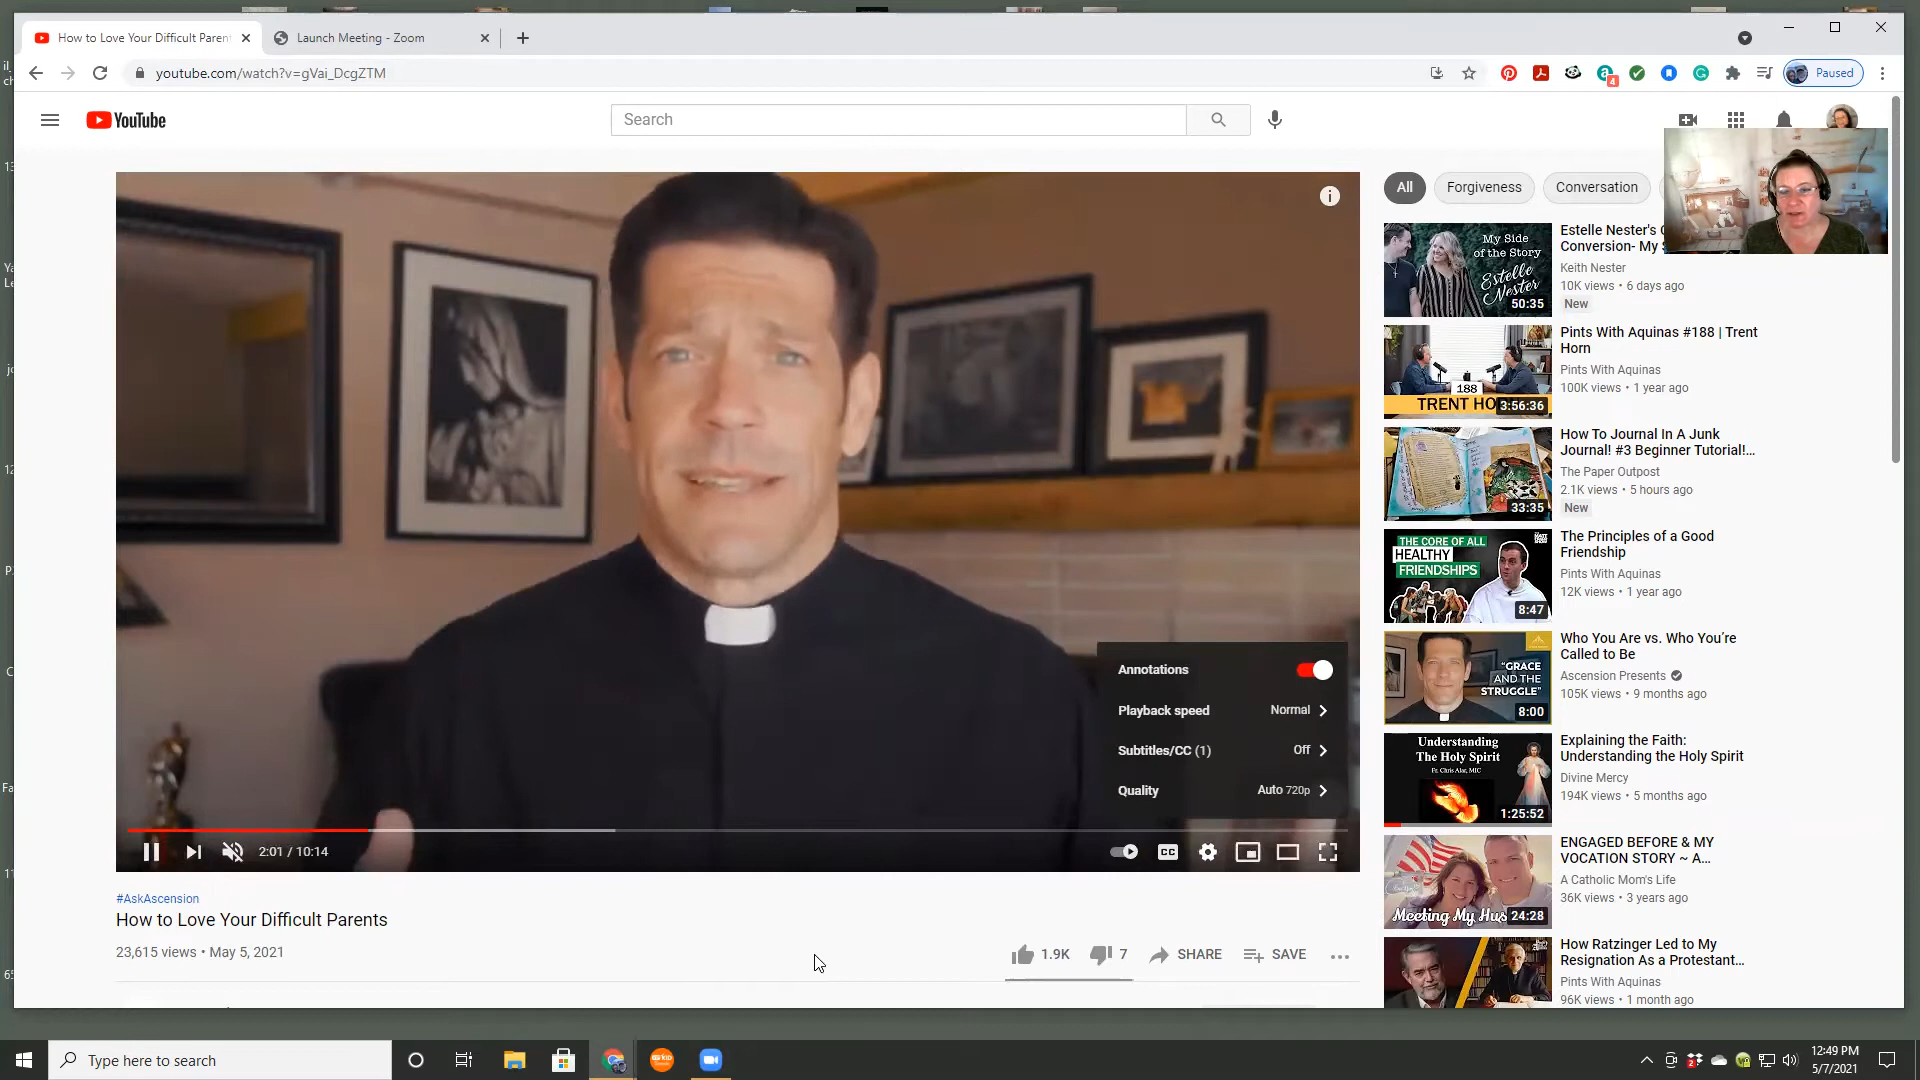 How to Love Your Difficult Paren
Launch Meeting - Zoom
youtube.com/watch?v=gVai_DcgZTM
4
Paused
YouTube
Search
All
Forgiveness
Conversation
My Side
of the Story
Estelle
Nester
50:35
Estelle Nester's
Conversion- My S
Keith Nester
10K views • 6 days ago
New
188
TRENT HO
3:56:36
Pints With Aquinas #188 | Trent
Horn
Pints With Aquinas
100K views • 1 year ago
33:35
How To Journal In A Junk
Journal! #3 Beginner Tutorial!...
The Paper Outpost
2.1K views • 5 hours ago
New
THE CORE OF ALL
HEALTHY
FRIENDSHIPS
8:47
The Principles of a Good
Friendship
Pints With Aquinas
12K views • 1 year ago
"GRACE
AND THE
STRUGGLE"
8:00
Who You Are vs. Who You're
Called to Be
Ascension Presents
105K views • 9 months ago
Understanding
The Holy Spirit
Fr. Chris Alar, MIC
1:25:52
Explaining the Faith:
Understanding the Holy Spirit
Divine Mercy
194K views • 5 months ago
Meeting My Hus
24:28
ENGAGED BEFORE & MY
VOCATION STORY ~ A...
A Catholic Mom's Life
36K views • 3 years ago
How Ratzinger Led to My
Resignation As a Protestant...
Pints With Aquinas
96K views • 1 month ago
Annotations
Playback speed Normal
Subtitles/CC (1) Off
Quality Auto 720p
2:01 / 10:14
CC
#AskAscension
How to Love Your Difficult Parents
23,615 views • May 5, 2021
1.9K
7
SHARE
SAVE
Type here to search
12:49 PM
5/7/2021